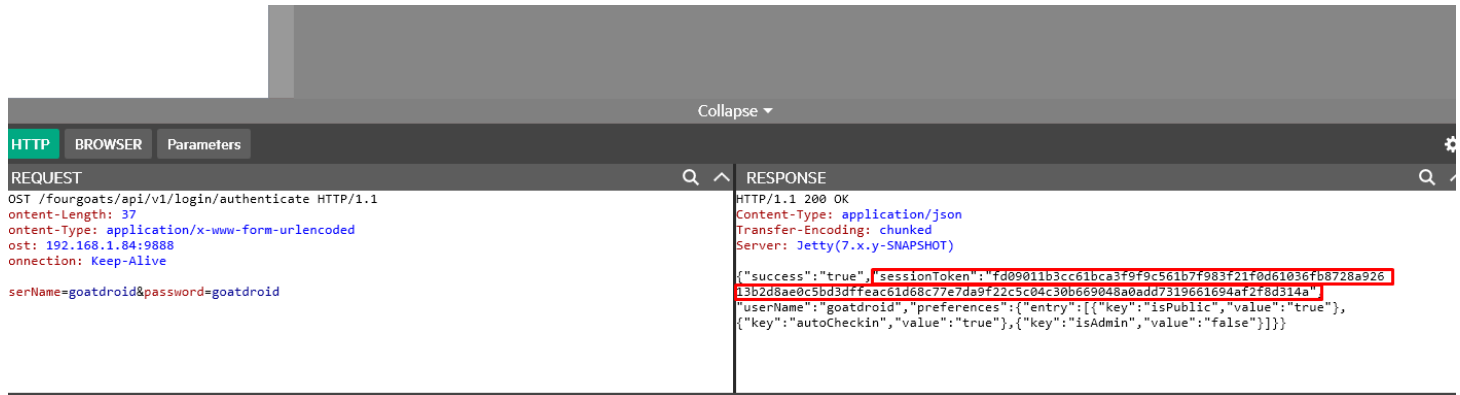 Collapse
HTTP BROWSER Parameters
REQUEST
OST /fourgoats/api/v1/login/authenticate HTTP/1.1
ontent-Length: 37
ontent-Type: application/x-www-form-urlencoded
ost: 192.168.1.84:9888
onnection: Keep-Alive
serName=goatdroid&password=goatdroid
RESPONSE
HTTP/1.1 200 OK
Content-Type: application/json
Transfer-Encoding: chunked
Server: Jetty(7.x.y-SNAPSHOT)
{"success":"true","sessionToken":"fd09011b3cc61bca3f9f9c561b7f983f21f0d61036fb8728a926
13b2d8ae0c5bd3dffeac61d68c77e7da9f22c5c04c30b669048a0add7319661694af2f8d314a"
"userName":"goatdroid","preferences":{"entry":[{"key":"isPublic","value":"true"},
{"key":"autoCheckin","value":"true"},{"key":"isAdmin","value":"false"}]}}